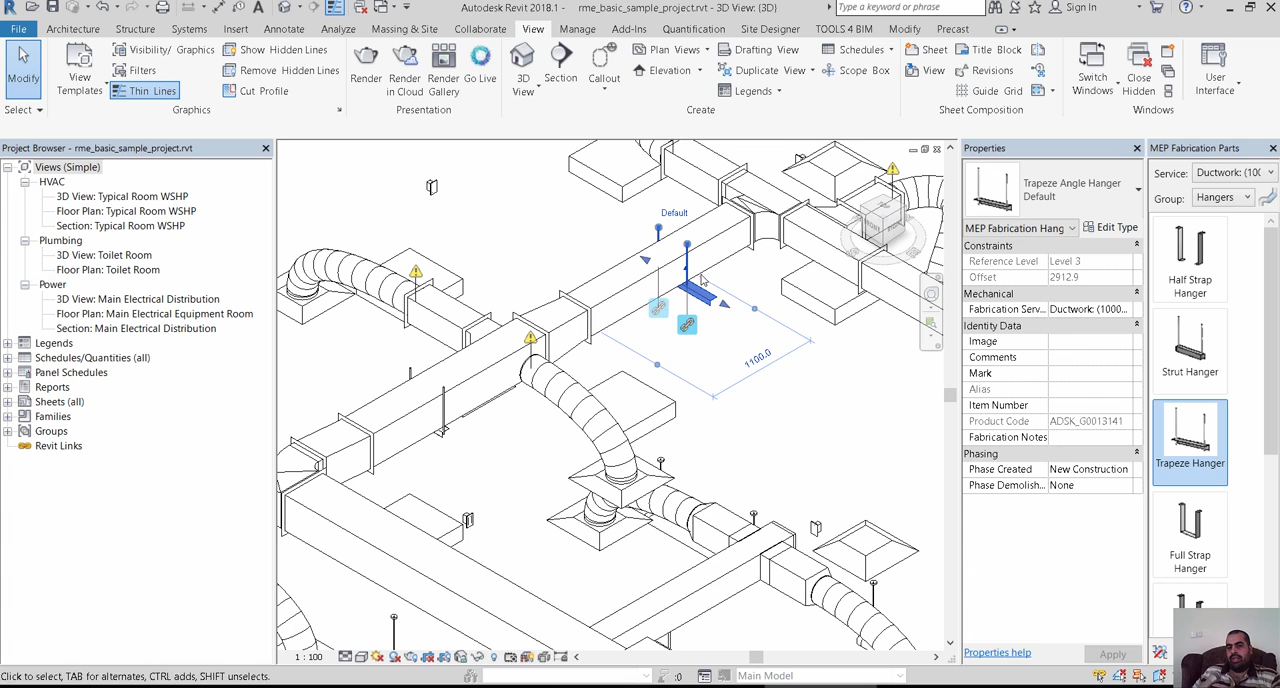 Autodesk Revit 2018.1 - rme_basic_sample_project.rvt - 3D View: {3D}
Type a keyword or phrase
Sign In
File Architecture Structure Systems Insert Annotate Analyze Massing & Site Collaborate View Manage Add-Ins Quantification Site Designer TOOLS 4 BIM Modify Precast
Modify
View Templates
Visibility/ Graphics
Filters
Thin Lines
Show Hidden Lines
Remove Hidden Lines
Cut Profile
Render
Render in Cloud
Render Gallery
Go Live
3D View
Section
Callout
Plan Views
Elevation
Drafting View
Duplicate View
Legends
Schedules
Scope Box
Sheet
View
Title Block
Revisions
Guide Grid
Switch Windows
Close Hidden
User Interface
Select
Graphics
Presentation
Create
Sheet Composition
Windows
Project Browser - rme_basic_sample_project.rvt
Views (Simple)
HVAC
3D View: Typical Room WSHP
Floor Plan: Typical Room WSHP
Section: Typical Room WSHP
Plumbing
3D View: Toilet Room
Floor Plan: Toilet Room
Power
3D View: Main Electrical Distribution
Floor Plan: Main Electrical Equipment Room
Section: Main Electrical Distribution
Legends
Schedules/Quantities (all)
Panel Schedules
Reports
Sheets (all)
Families
Groups
Revit Links
Default
1100.0
1 : 100
Properties
Trapeze Angle Hanger
Default
MEP Fabrication Hang
Edit Type
Constraints
Reference Level Level 3
Offset 2912.9
Mechanical
Fabrication Serv... Ductwork: (1000...
Identity Data
Image
Comments
Mark
Alias
Item Number
Product Code ADSK_G0013141
Fabrication Notes
Phasing
Phase Created New Construction
Phase Demolish... None
Properties help
Apply
MEP Fabrication Parts
Service: Ductwork: (100
Group: Hangers
Half Strap
Hanger
Strut Hanger
Trapeze Hanger
Full Strap
Hanger
Click to select, TAB for alternates, CTRL adds, SHIFT unselects.
:0
Main Model